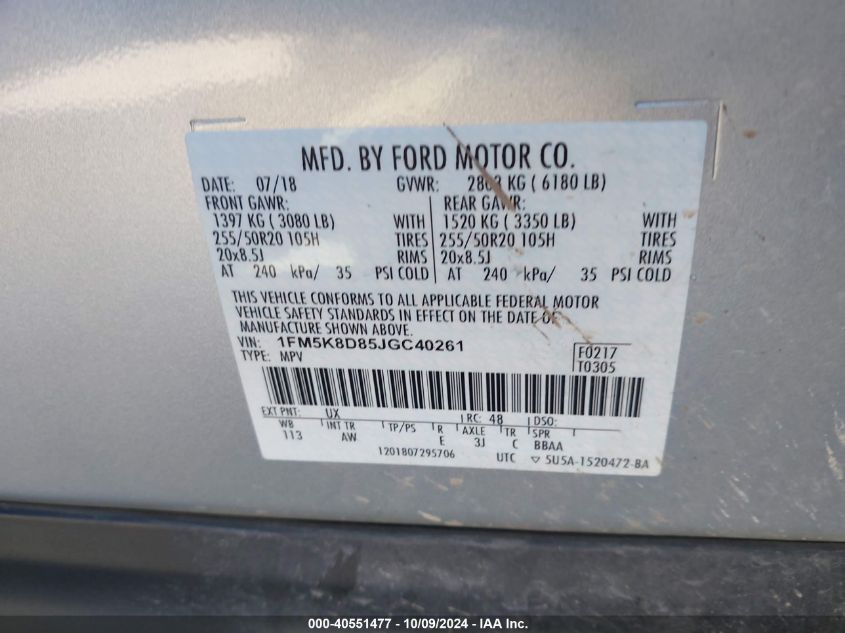 MFD. BY FORD MOTOR CO.
DATE: 07/18 GVWR: 2803 KG ( 6180 LB)
FRONT GAWR: REAR GAWR:
1397 KG ( 3080 LB) WITH 1520 KG ( 3350 LB) WITH
255/50R20 105H TIRES 255/50R20 105H TIRES
20x8.5J RIMS 20x8.5J RIMS
AT 240 kPa/ 35 PSI COLD AT 240 kPa/ 35 PSI COLD
THIS VEHICLE CONFORMS TO ALL APPLICABLE FEDERAL MOTOR
VEHICLE SAFETY STANDARDS IN EFFECT ON THE DATE OF
MANUFACTURE SHOWN ABOVE.
VIN: 1FM5K8D85JGC40261
TYPE: MPV
F0217
T0305
EXT PNT: UX RC: 48 DSO:
WB INT TR TP/PS R AXLE TR SPR
113 AW E 3J C BBAA
1201807295706 UTC ▽ 5U5A-1520472-BA
000-40551477 - 10/09/2024 - IAA Inc.